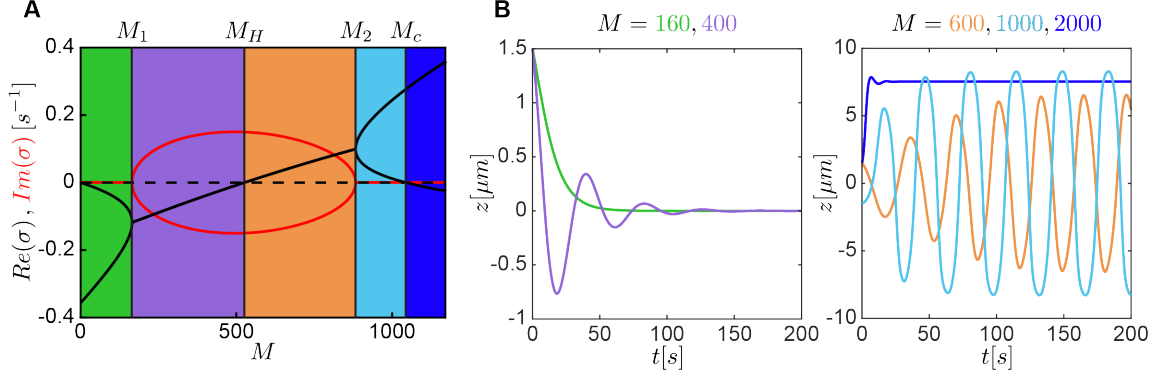 A
M₁ M_H M₂ M_c
0.4
0.2
0
-0.2
-0.4
Re(σ), Im(σ) [s⁻¹]
0 500 1000
M
B
M = 160, 400
1.5
1
0.5
0
-0.5
-1
z[μm]
0 50 100 150 200
t[s]
M = 600, 1000, 2000
10
5
0
-5
-10
z[μm]
0 50 100 150 200
t[s]